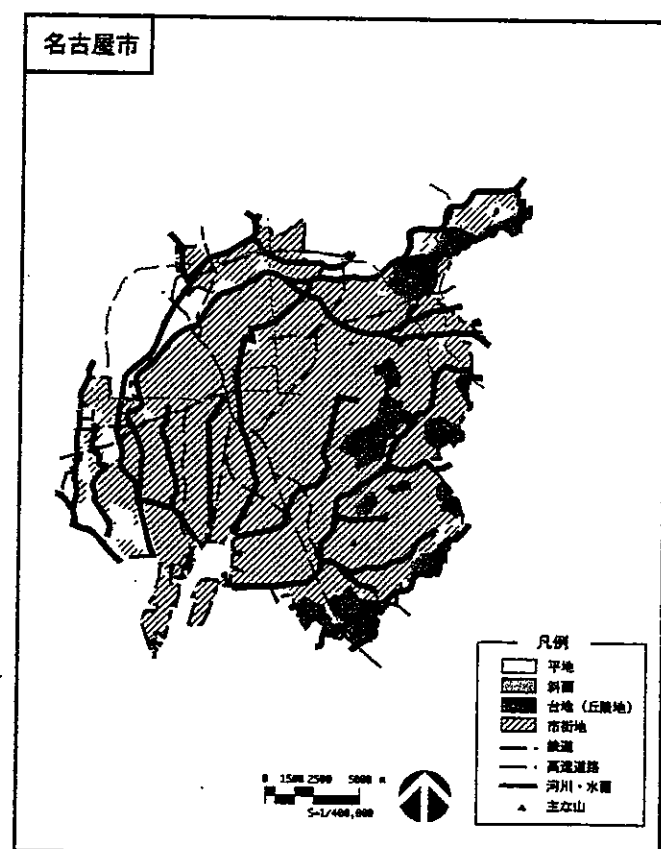 名古屋市
凡例
平地
斜面
台地（丘陵地）
市街地
鉄道
高速道路
河川・水面
主な山
0 1500 2500 5000 m
S=1/400,000